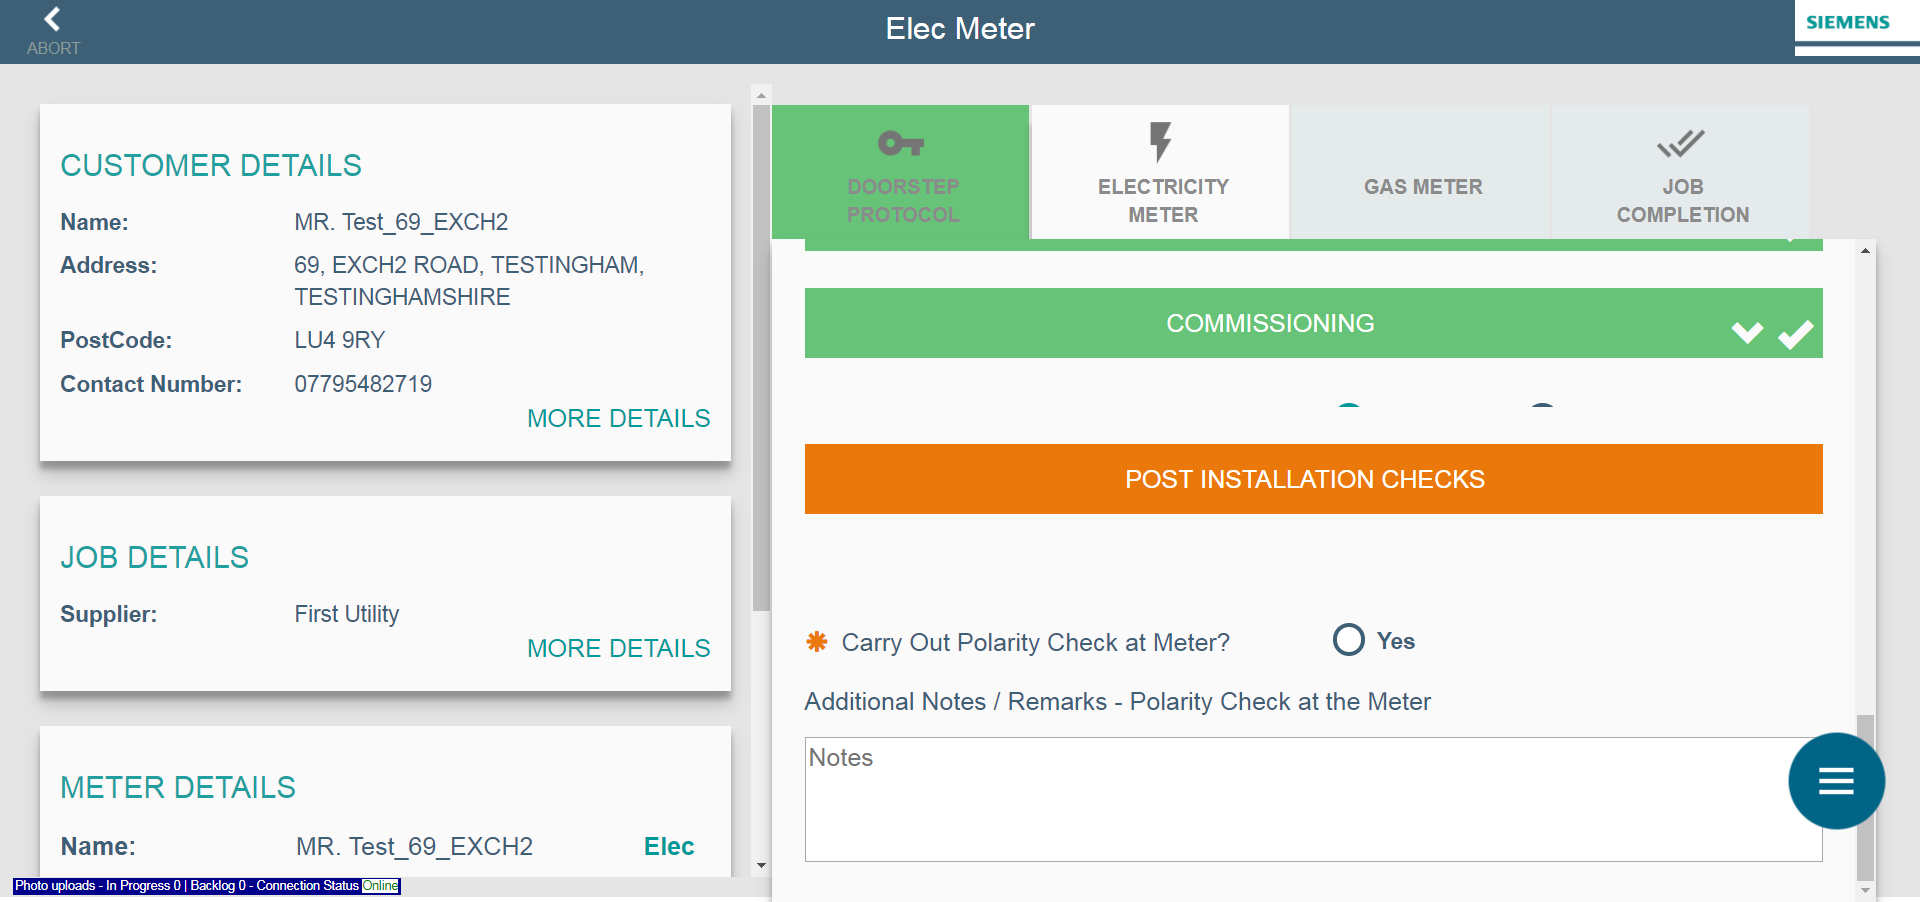 ABORT
Elec Meter
SIEMENS
CUSTOMER DETAILS
Name: MR. Test_69_EXCH2
Address: 69, EXCH2 ROAD, TESTINGHAM,
TESTINGHAMSHIRE
PostCode: LU4 9RY
Contact Number: 07795482719
MORE DETAILS
JOB DETAILS
Supplier: First Utility
MORE DETAILS
METER DETAILS
Name: MR. Test_69_EXCH2 Elec
Photo uploads - In Progress 0 | Backlog 0 - Connection Status Online
DOORSTEP
PROTOCOL
ELECTRICITY
METER
GAS METER
JOB
COMPLETION
COMMISSIONING
POST INSTALLATION CHECKS
✱ Carry Out Polarity Check at Meter? Yes
Additional Notes / Remarks - Polarity Check at the Meter
Notes